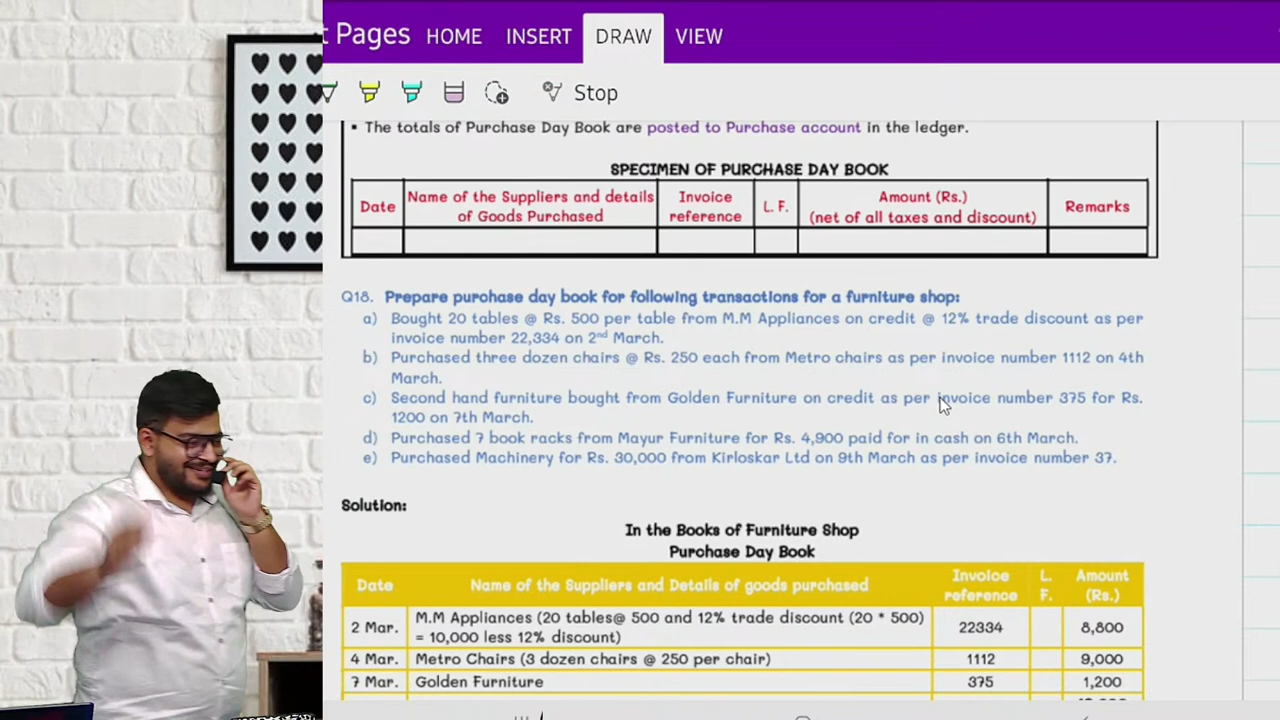 t Pages HOME INSERT DRAW VIEW
Stop
▪ The totals of Purchase Day Book are posted to Purchase account in the ledger.
SPECIMEN OF PURCHASE DAY BOOK
Date Name of the Suppliers and details of Goods Purchased Invoice reference L. F. Amount (Rs.) (net of all taxes and discount) Remarks
Q18. Prepare purchase day book for following transactions for a furniture shop:
a) Bought 20 tables @ Rs. 500 per table from M.M Appliances on credit @ 12% trade discount as per
invoice number 22,334 on 2nd March.
b) Purchased three dozen chairs @ Rs. 250 each from Metro chairs as per invoice number 1112 on 4th
March.
c) Second hand furniture bought from Golden Furniture on credit as per invoice number 375 for Rs.
1200 on 7th March.
d) Purchased 7 book racks from Mayur Furniture for Rs. 4,900 paid for in cash on 6th March.
e) Purchased Machinery for Rs. 30,000 from Kirloskar Ltd on 9th March as per invoice number 37.
Solution:
In the Books of Furniture Shop
Purchase Day Book
Date Name of the Suppliers and Details of goods purchased Invoice reference L. F. Amount (Rs.)
2 Mar. M.M Appliances (20 tables@ 500 and 12% trade discount (20 * 500) = 10,000 less 12% discount) 22334 8,800
4 Mar. Metro Chairs (3 dozen chairs @ 250 per chair) 1112 9,000
7 Mar. Golden Furniture 375 1,200